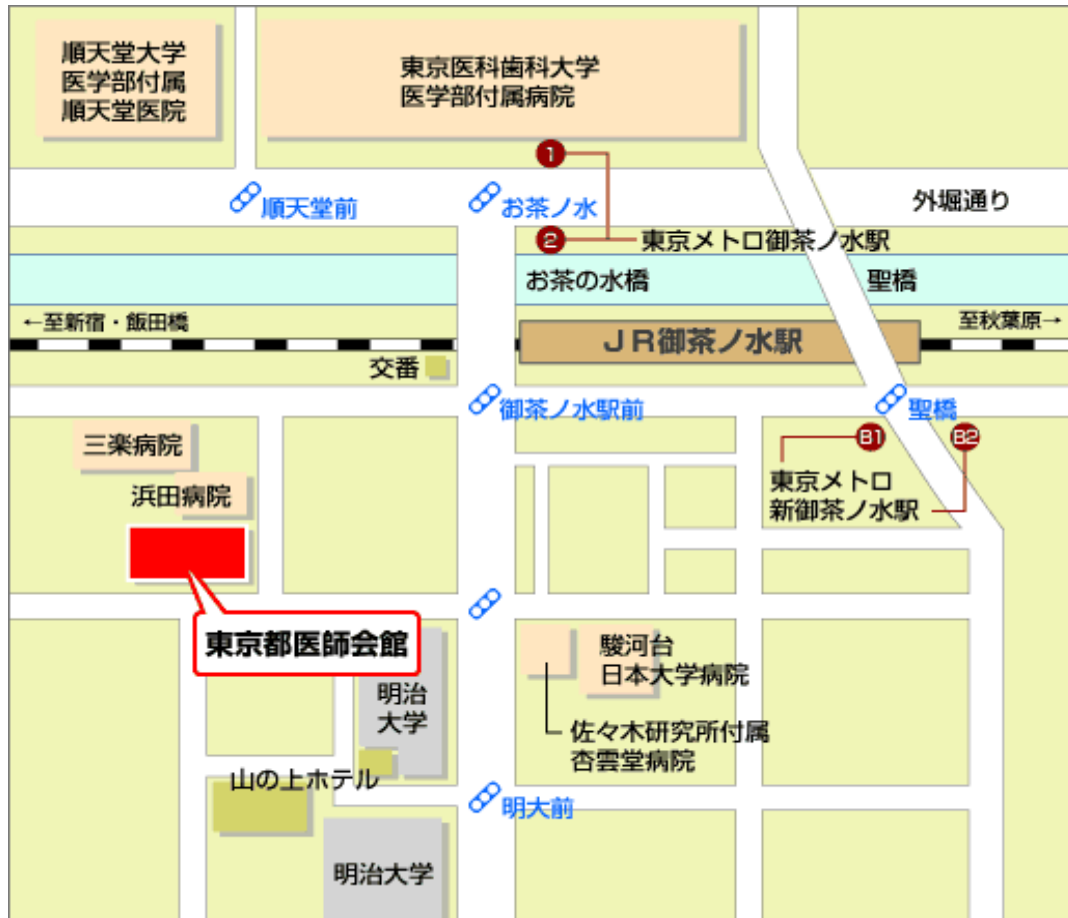 順天堂大学
医学部付属
順天堂医院
東京医科歯科大学
医学部付属病院
1
順天堂前
お茶ノ水
外堀通り
2
東京メトロ御茶ノ水駅
お茶の水橋
聖橋
←至新宿・飯田橋
至秋葉原→
JR御茶ノ水駅
交番
御茶ノ水駅前
聖橋
三楽病院
B1
B2
浜田病院
東京メトロ
新御茶ノ水駅
東京都医師会館
駿河台
日本大学病院
明治
大学
佐々木研究所付属
杏雲堂病院
山の上ホテル
明大前
明治大学